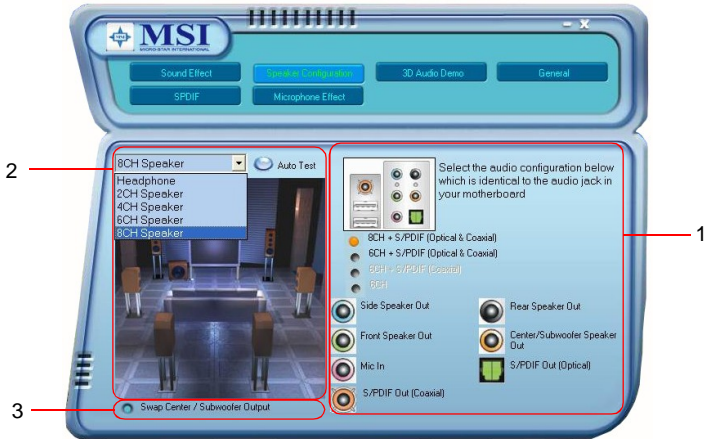 MSI
MICRO-STAR INTERNATIONAL
Sound Effect
Speaker Configuration
3D Audio Demo
General
SPDIF
Microphone Effect
2
8CH Speaker
Auto Test
Headphone
2CH Speaker
4CH Speaker
6CH Speaker
8CH Speaker
Select the audio configuration below
which is identical to the audio jack in
your motherboard
1
8CH + S/PDIF (Optical & Coaxial)
6CH + S/PDIF (Optical & Coaxial)
6CH + S/PDIF (Coaxial)
6CH
Side Speaker Out
Rear Speaker Out
Front Speaker Out
Center/Subwoofer Speaker
Out
Mic In
S/PDIF Out (Optical)
S/PDIF Out (Coaxial)
3
Swap Center / Subwoofer Output